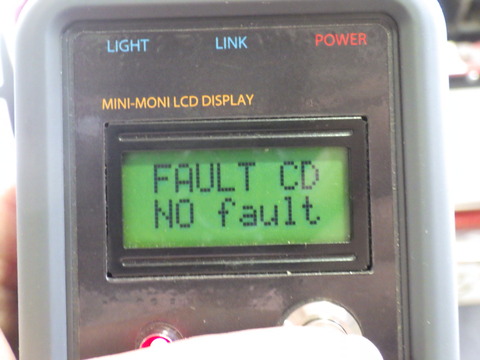 LIGHT LINK POWER
MINI-MONI LCD DISPLAY
FAULT CD
NO fault